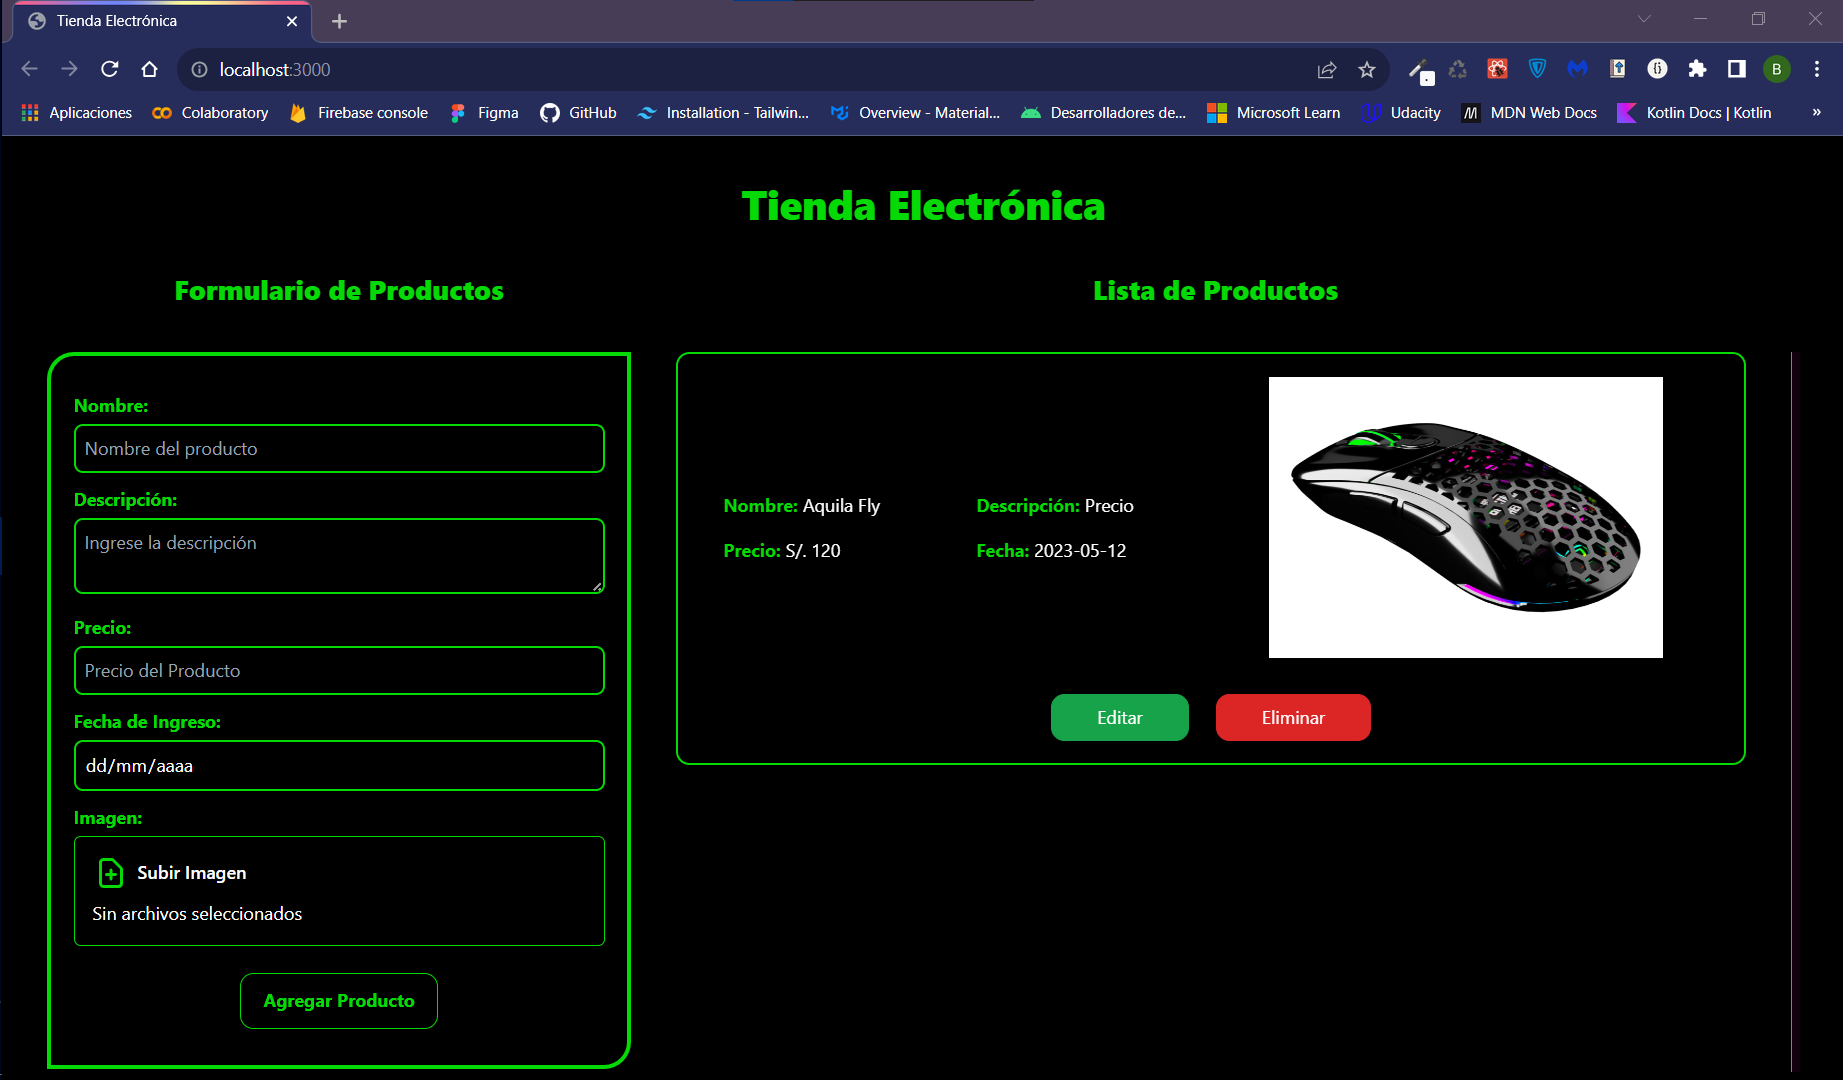 Tienda Electrónica
localhost:3000
B
Aplicaciones Colaboratory Firebase console Figma GitHub Installation - Tailwin... Overview - Material... Desarrolladores de... Microsoft Learn Udacity MDN Web Docs Kotlin Docs | Kotlin »
Tienda Electrónica
Formulario de Productos
Lista de Productos
Nombre:
Nombre del producto
Descripción:
Ingrese la descripción
Precio:
Precio del Producto
Fecha de Ingreso:
dd/mm/aaaa
Imagen:
Subir Imagen
Sin archivos seleccionados
Agregar Producto
Nombre: Aquila Fly
Descripción: Precio
Precio: S/. 120
Fecha: 2023-05-12
Editar
Eliminar